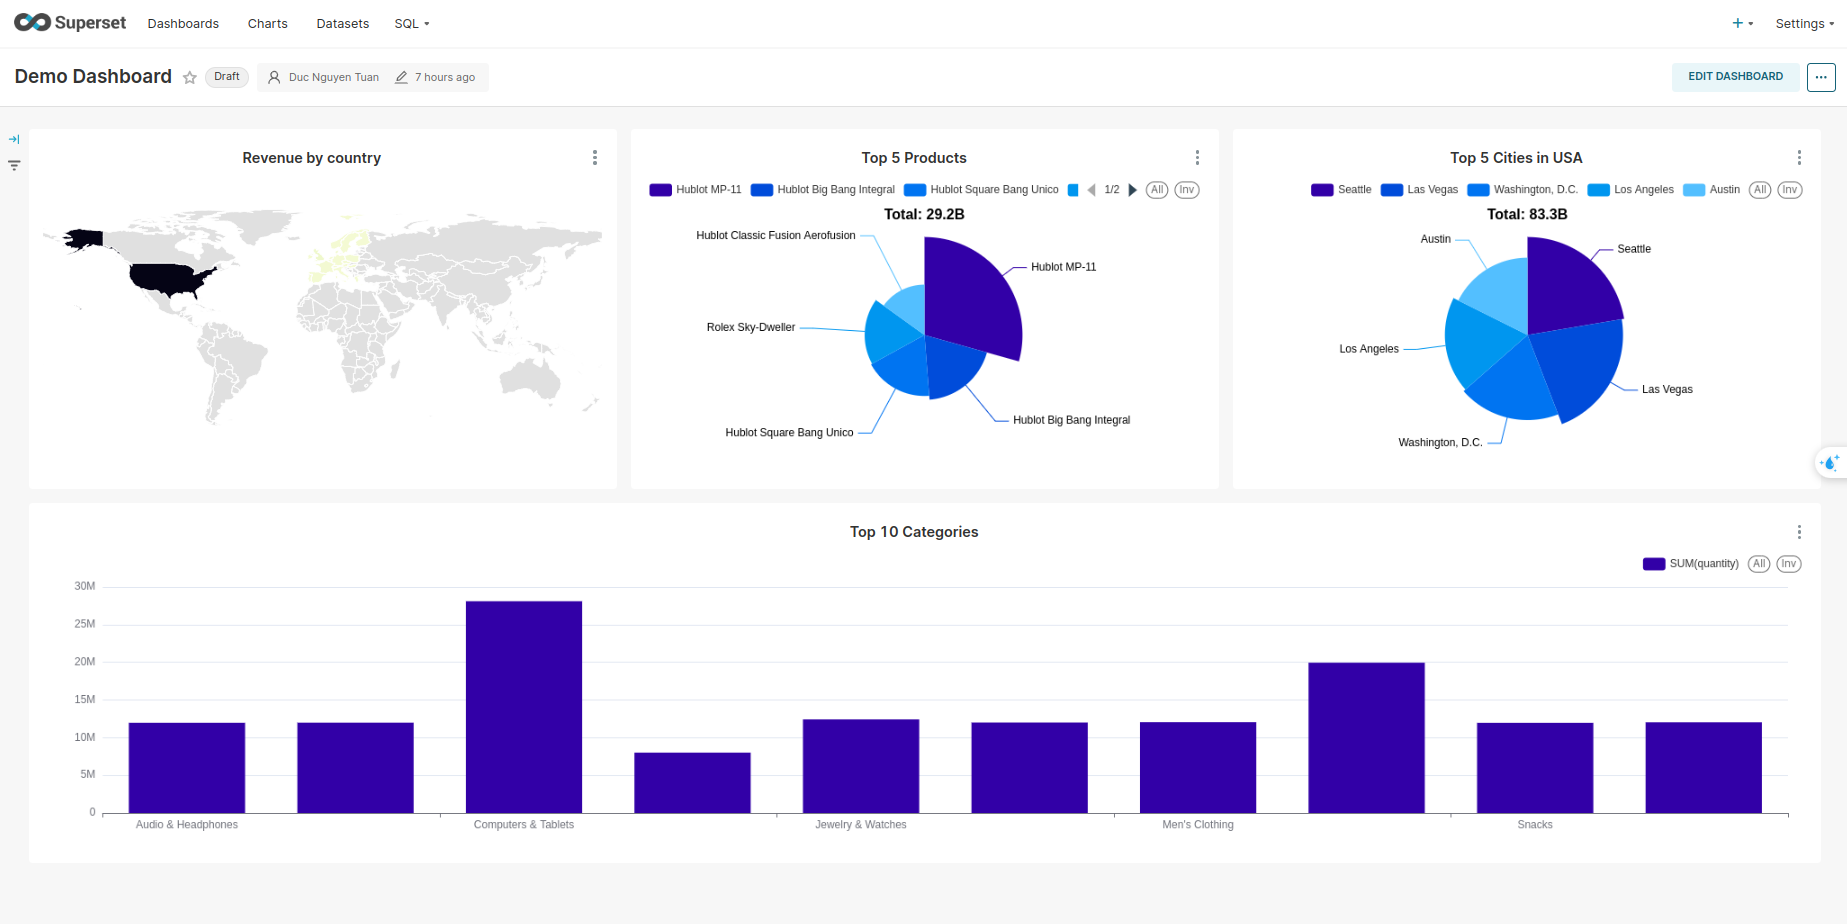 Superset Dashboards Charts Datasets SQL + Settings
Demo Dashboard Draft Duc Nguyen Tuan 7 hours ago EDIT DASHBOARD ...
Revenue by country
Top 5 Products
Hublot MP-11 Hublot Big Bang Integral Hublot Square Bang Unico 1/2 All Inv
Total: 29.2B
Hublot Classic Fusion Aerofusion
Hublot MP-11
Rolex Sky-Dweller
Hublot Big Bang Integral
Hublot Square Bang Unico
Top 5 Cities in USA
Seattle Las Vegas Washington, D.C. Los Angeles Austin All Inv
Total: 83.3B
Austin
Seattle
Los Angeles
Las Vegas
Washington, D.C.
Top 10 Categories
SUM(quantity) All Inv
30M
25M
20M
15M
10M
5M
0
Audio & Headphones Computers & Tablets Jewelry & Watches Men's Clothing Snacks